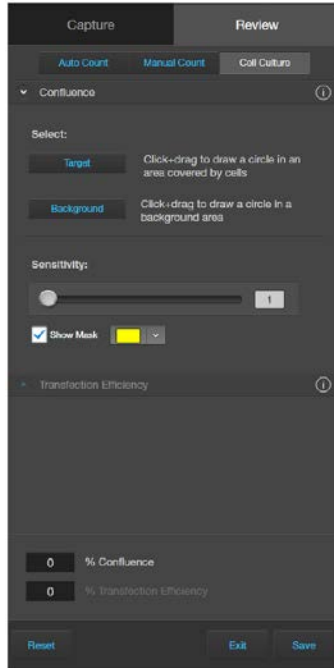 Capture Review
Auto Count Manual Count Cell Culture
Confluence
Select:
Target Click+drag to draw a circle in an
area covered by cells
Background Click+drag to draw a circle in a
background area
Sensitivity:
1
Show Mask
Transfection Efficiency
0 % Confluence
0 % Transfection Efficiency
Reset Exit Save